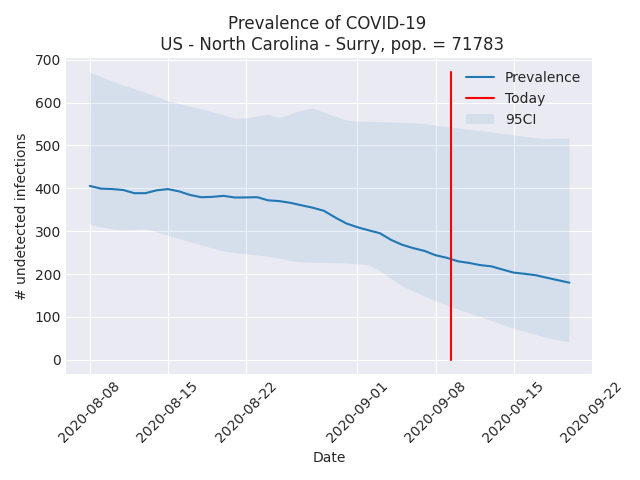 Prevalence of COVID-19
US - North Carolina - Surry, pop. = 71783
700
600
500
400
300
200
100
0
# undetected infections
Prevalence
Today
95CI
2020-08-08
2020-08-15
2020-08-22
2020-09-01
2020-09-08
2020-09-15
2020-09-22
Date